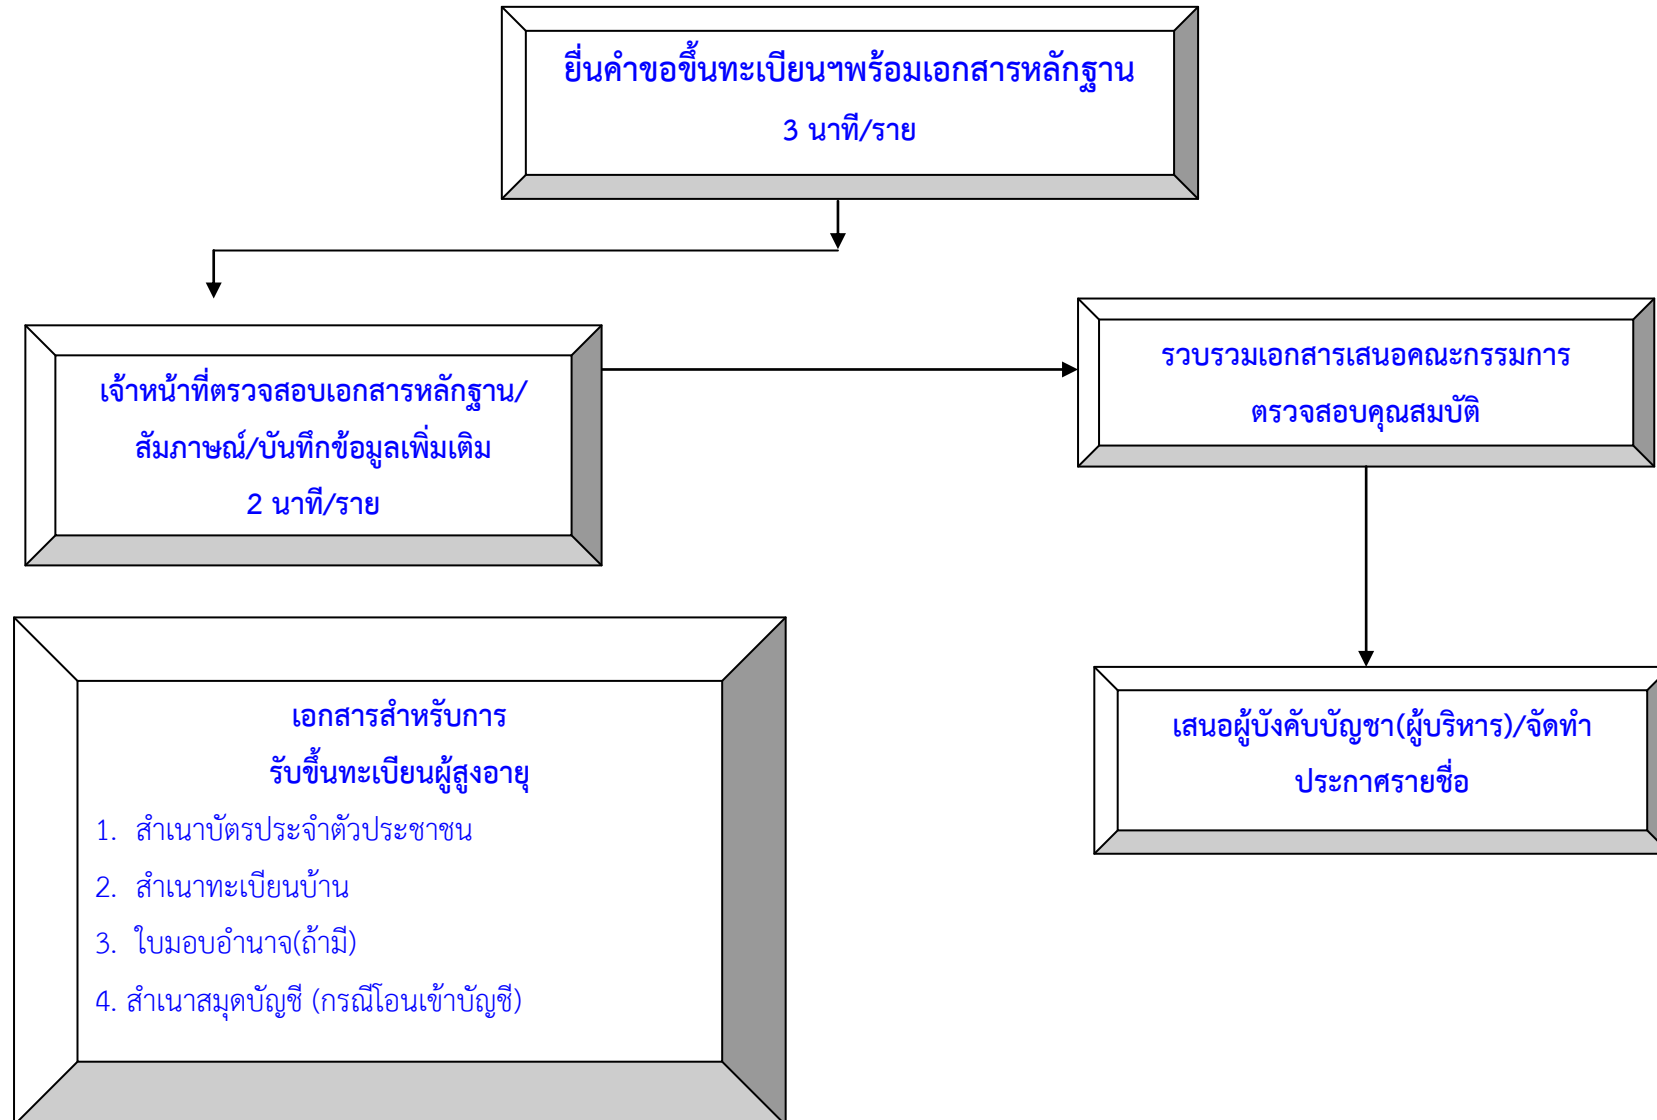 ยื่นคำขอขึ้นทะเบียนฯพร้อมเอกสารหลักฐาน
3 นาที/ราย
เจ้าหน้าที่ตรวจสอบเอกสารหลักฐาน/
สัมภาษณ์/บันทึกข้อมูลเพิ่มเติม
2 นาที/ราย
รวบรวมเอกสารเสนอคณะกรรมการ
ตรวจสอบคุณสมบัติ
เสนอผู้บังคับบัญชา(ผู้บริหาร)/จัดทำ
ประกาศรายชื่อ
เอกสารสำหรับการ
รับขึ้นทะเบียนผู้สูงอายุ
1. สำเนาบัตรประจำตัวประชาชน
2. สำเนาทะเบียนบ้าน
3. ใบมอบอำนาจ(ถ้ามี)
4. สำเนาสมุดบัญชี (กรณีโอนเข้าบัญชี)